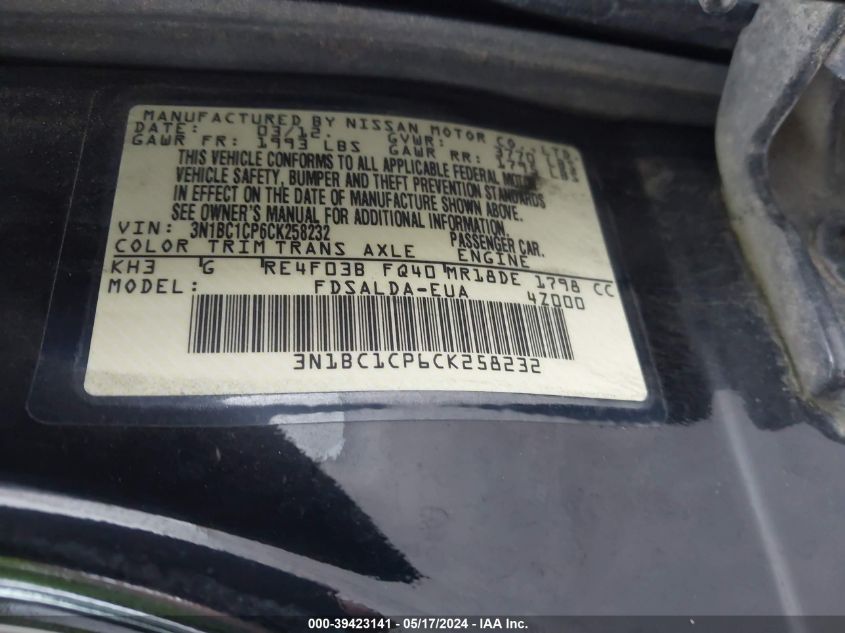 MANUFACTURED BY NISSAN MOTOR CO.,LTD.
DATE: 03/12. GVWR: 3770
GAWR FR: 1993 LBS GAWR RR: LBS
THIS VEHICLE CONFORMS TO ALL APPLICABLE FEDERAL MOTOR
VEHICLE SAFETY, BUMPER AND THEFT PREVENTION STANDARDS
IN EFFECT ON THE DATE OF MANUFACTURE SHOWN ABOVE.
SEE OWNER'S MANUAL FOR ADDITIONAL INFORMATION.
VIN: 3N1BC1CP6CK258232 PASSENGER CAR.
COLOR TRIM TRANS AXLE ENGINE
KH3 G RE4F03B FQ40 MR18DE 1798 CC
MODEL: FDSALDA-EUA 4Z000
3N1BC1CP6CK258232
000-39423141 - 05/17/2024 - IAA Inc.